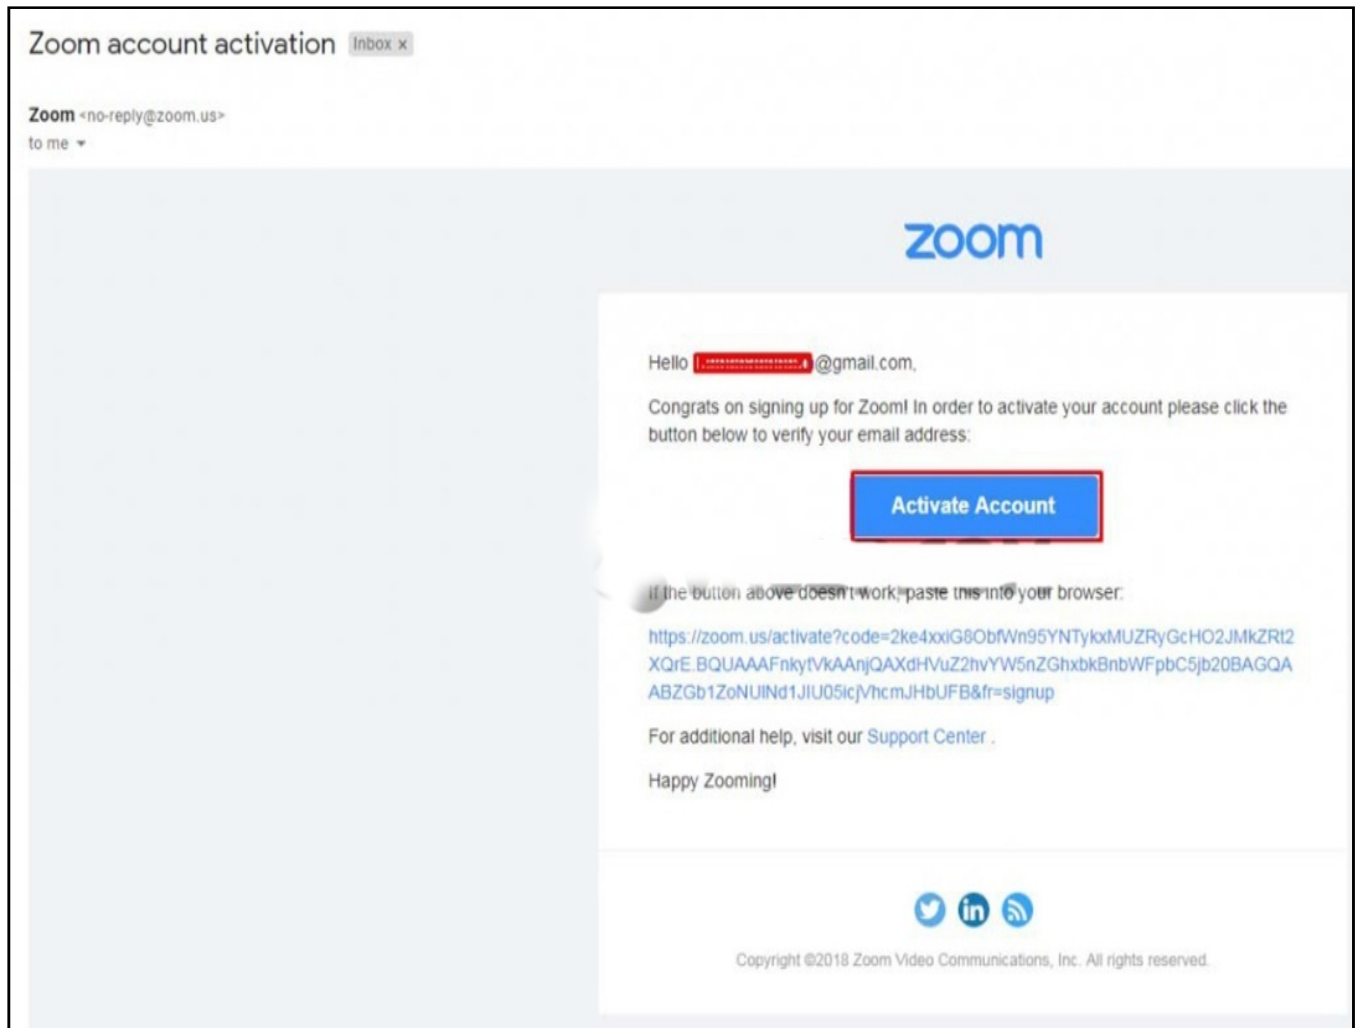 Zoom account activation Inbox x
Zoom <no-reply@zoom.us>
to me
zoom
Hello @gmail.com,
Congrats on signing up for Zoom! In order to activate your account please click the
button below to verify your email address:
Activate Account
If the button above doesn't work, paste this into your browser:
https://zoom.us/activate?code=2ke4xxiG8ObfWn95YNTykxMUZRyGcHO2JMkZRt2
XQrE.BQUAAAFnkytVkAAnjQAXdHVuZ2hvYW5nZGhxbkBnbWFpbC5jb20BAGQA
ABZGb1ZoNUlNd1JIU05icjVhcmJHbUFB&fr=signup
For additional help, visit our Support Center .
Happy Zooming!
in
Copyright ©2018 Zoom Video Communications, Inc. All rights reserved.